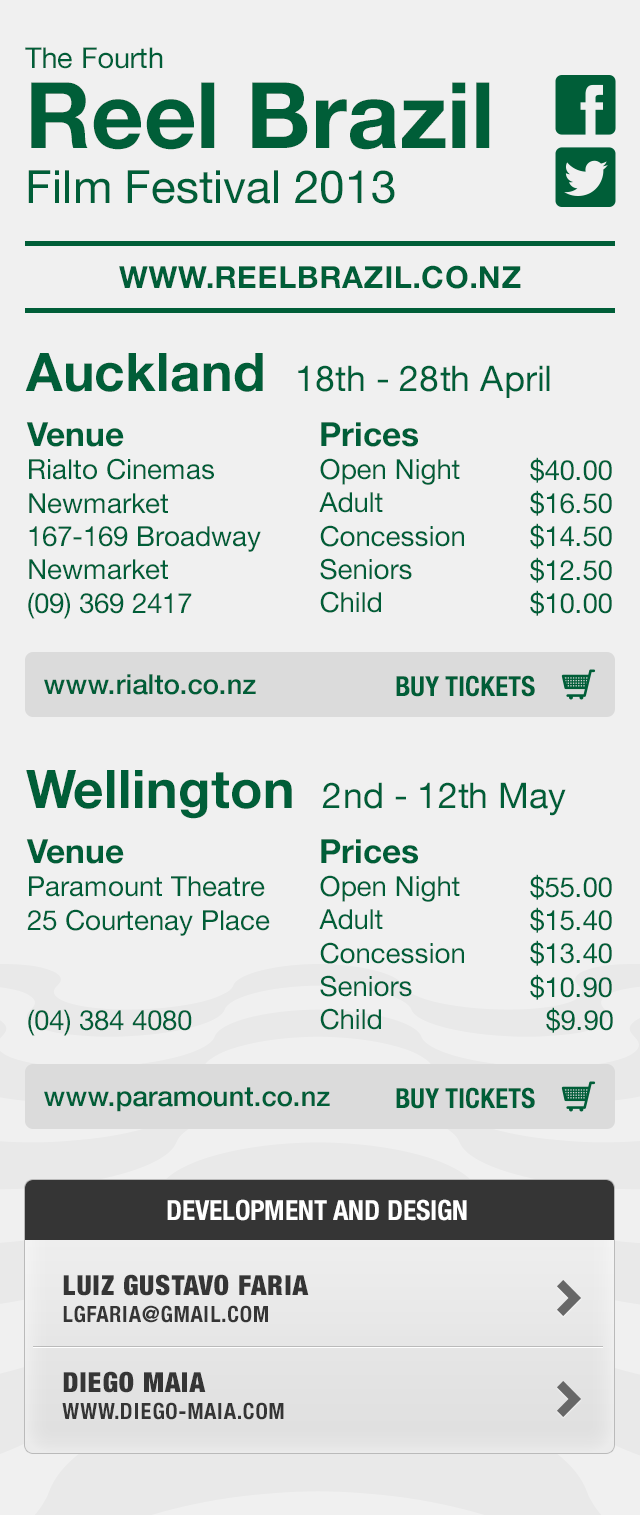 The Fourth
Reel Brazil
Film Festival 2013
WWW.REELBRAZIL.CO.NZ
Auckland 18th - 28th April
Venue
Rialto Cinemas
Newmarket
167-169 Broadway
Newmarket
(09) 369 2417
Prices
Open Night $40.00
Adult $16.50
Concession $14.50
Seniors $12.50
Child $10.00
www.rialto.co.nz BUY TICKETS
Wellington 2nd - 12th May
Venue
Paramount Theatre
25 Courtenay Place
(04) 384 4080
Prices
Open Night $55.00
Adult $15.40
Concession $13.40
Seniors $10.90
Child $9.90
www.paramount.co.nz BUY TICKETS
DEVELOPMENT AND DESIGN
LUIZ GUSTAVO FARIA
LGFARIA@GMAIL.COM
DIEGO MAIA
WWW.DIEGO-MAIA.COM